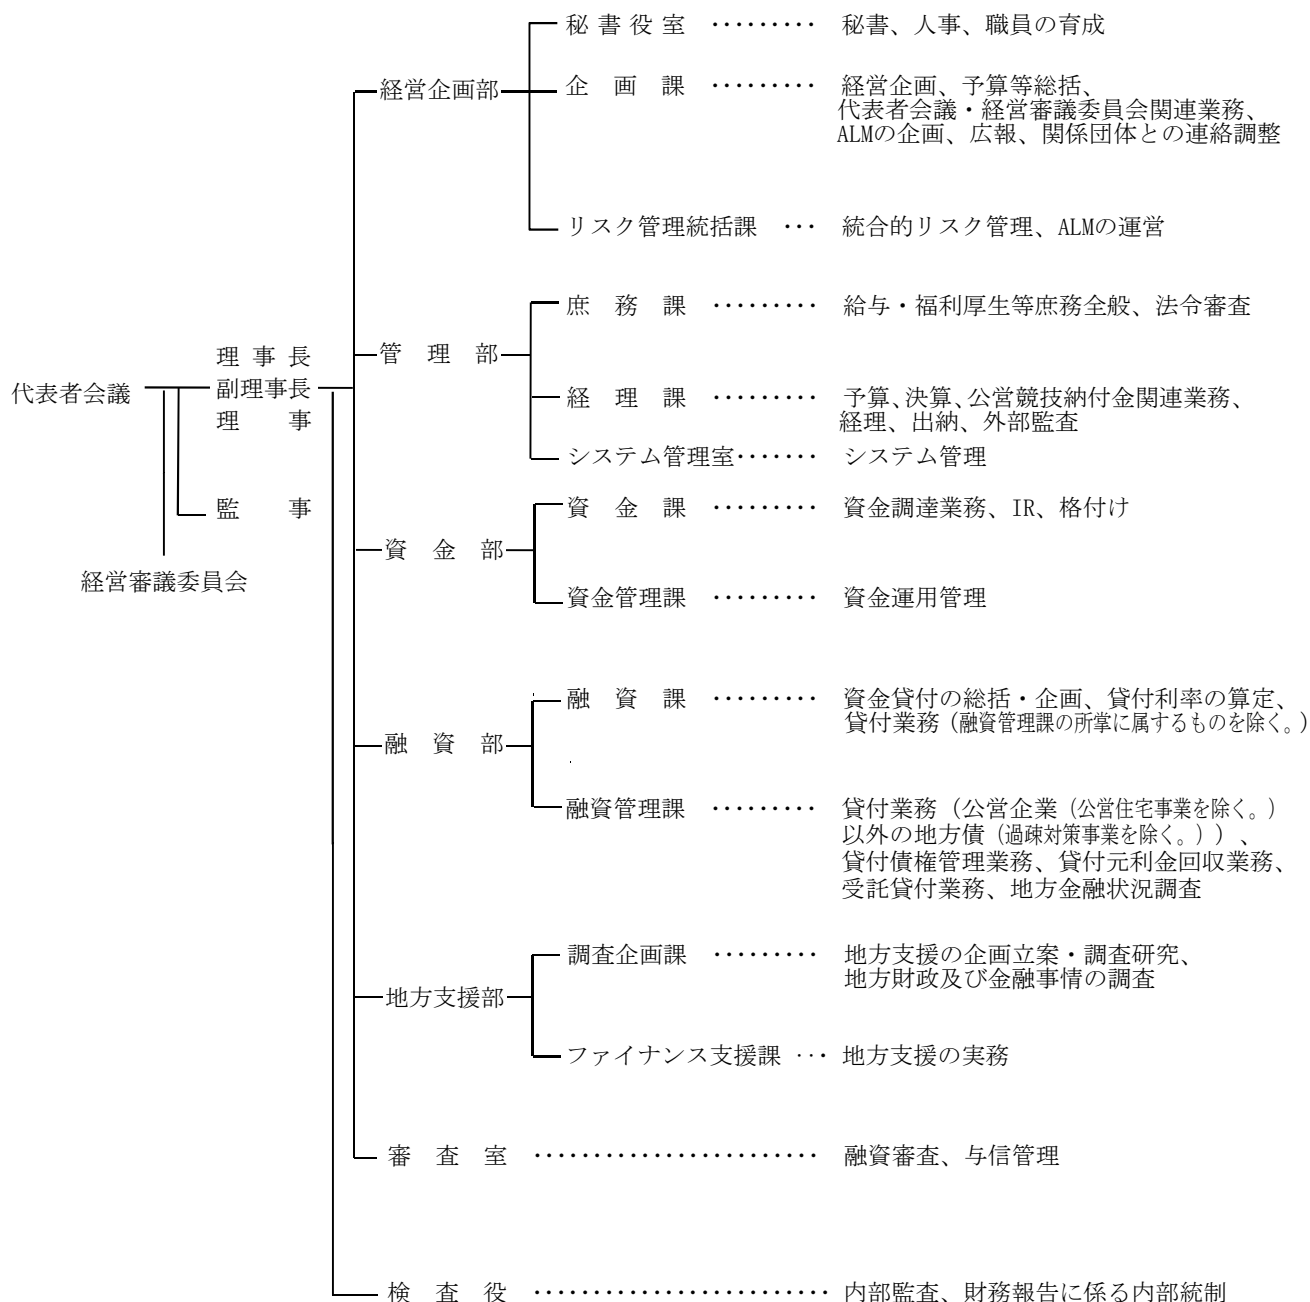 秘書役室 ········· 秘書、人事、職員の育成
経営企画部 企画課 ········· 経営企画、予算等総括、
代表者会議・経営審議委員会関連業務、
ALMの企画、広報、関係団体との連絡調整
リスク管理統括課 ··· 統合的リスク管理、ALMの運営
庶務課 ········· 給与・福利厚生等庶務全般、法令審査
理事長 管理部
代表者会議 副理事長
経理課 ········· 予算、決算、公営競技納付金関連業務、
理事 経理、出納、外部監査
システム管理室······· システム管理
監事 資金課 ········· 資金調達業務、IR、格付け
資金部
経営審議委員会
資金管理課 ········· 資金運用管理
融資課 ········· 資金貸付の総括・企画、貸付利率の算定、
貸付業務（融資管理課の所掌に属するものを除く。）
融資部
融資管理課 ········· 貸付業務（公営企業（公営住宅事業を除く。）
以外の地方債（過疎対策事業を除く。））、
貸付債権管理業務、貸付元利金回収業務、
受託貸付業務、地方金融状況調査
調査企画課 ········· 地方支援の企画立案・調査研究、
地方財政及び金融事情の調査
地方支援部
ファイナンス支援課 ··· 地方支援の実務
審査室 ························ 融資審査、与信管理
検査役 ························· 内部監査、財務報告に係る内部統制